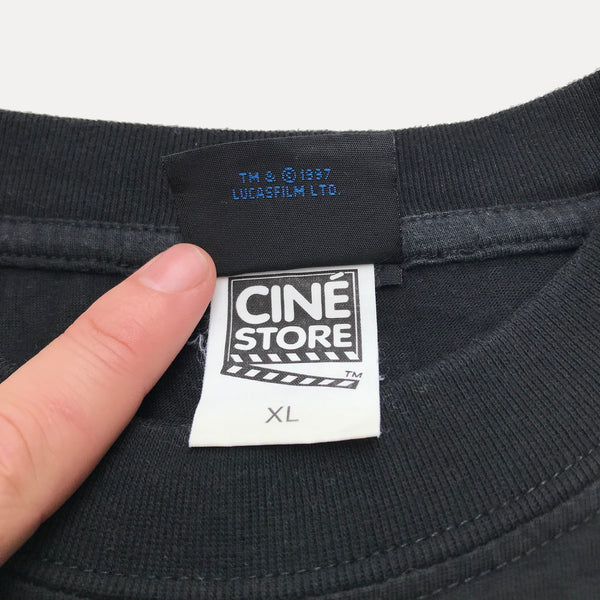 TM & © 1997
LUCASFILM LTD.
CINÉ
STORE
TM
XL